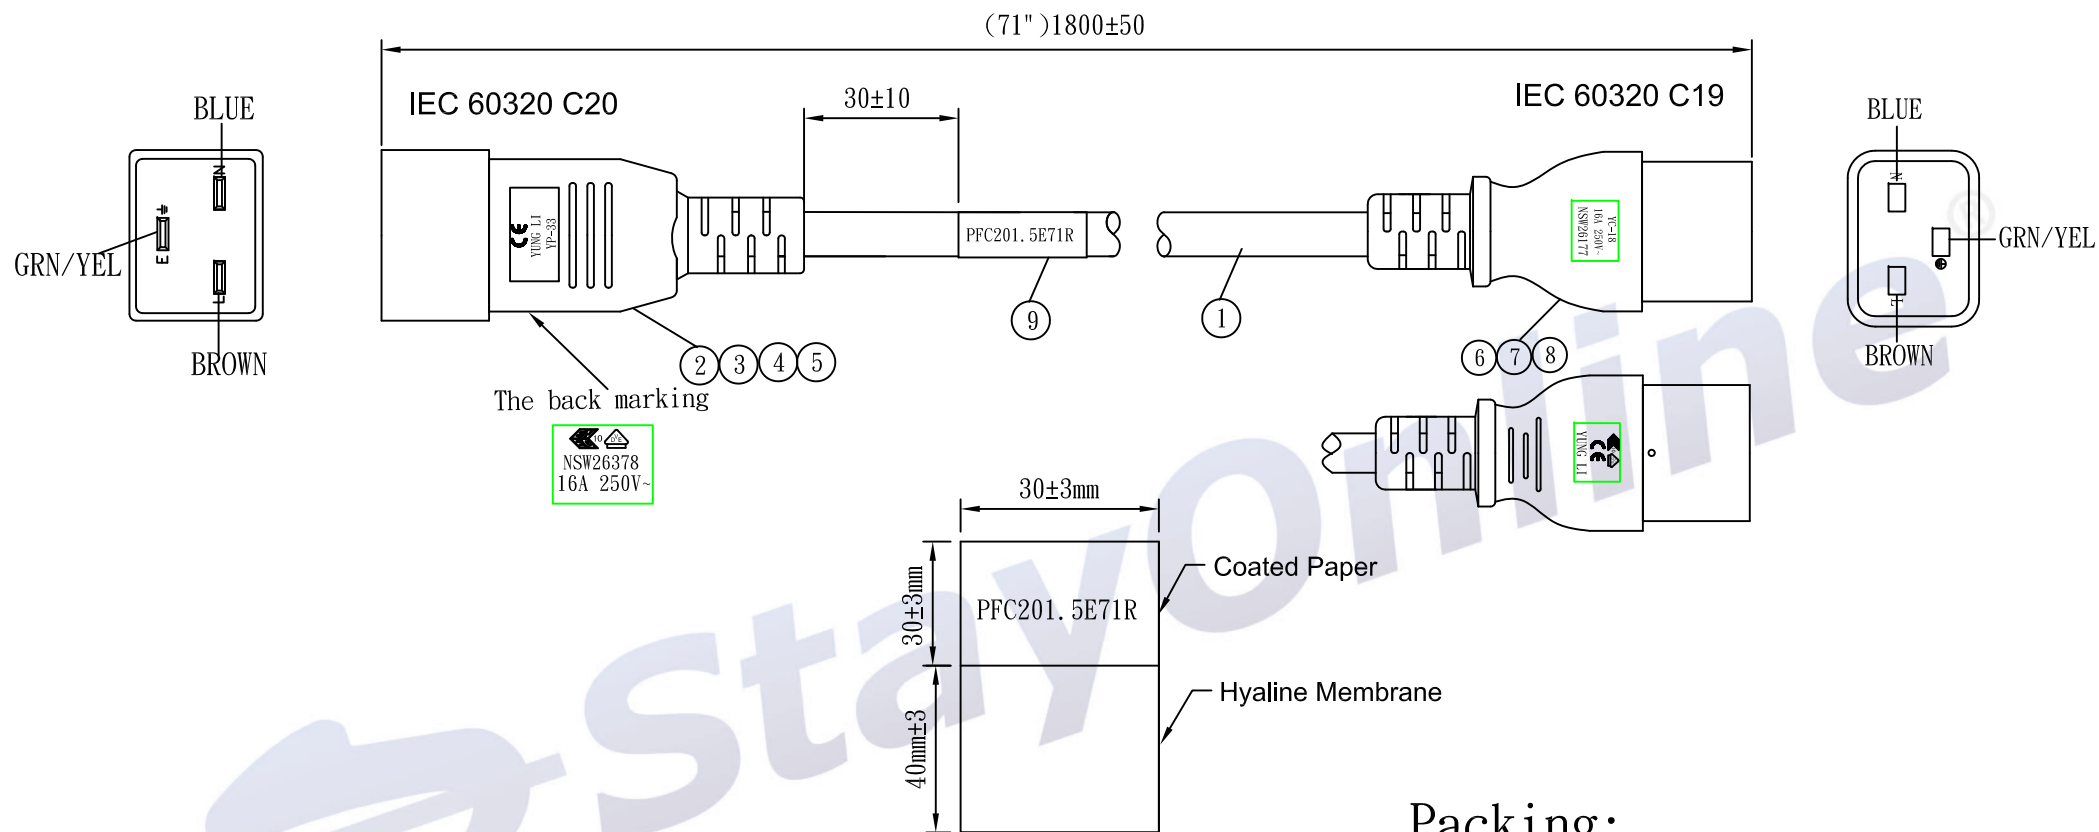 (71")1800±50
IEC 60320 C20
30±10
IEC 60320 C19
BLUE
BLUE
N
E
L
GRN/YEL
BROWN
CE
YUNG LI
YP-33
PFC201.5E71R
YC-18
16A 250V~
NSW26177
N
L
GRN/YEL
BROWN
®
9
1
2
3
4
5
6
7
8
The back marking
10
NSW26378
16A 250V~
CE
YUNG LI
30±3mm
30±3mm
PFC201.5E71R
Coated Paper
40mm±3
Hyaline Membrane
StayOnline
Packing: